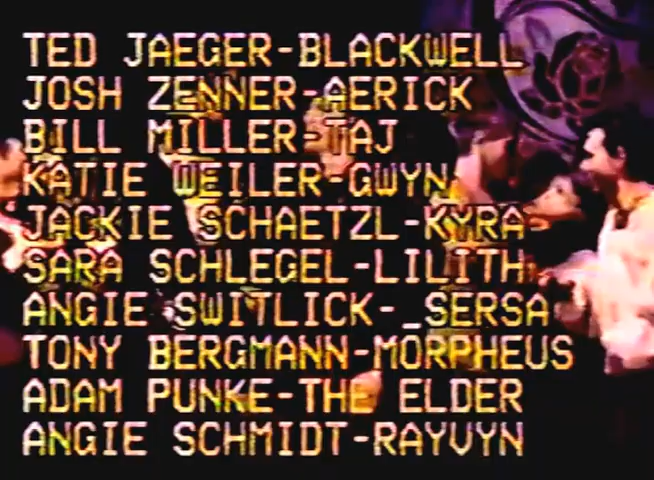 TED JAEGER-BLACKWELL
JOSH ZENNER-AERICK
BILL MILLER-TAJ
KATIE WEILER-GWYN
JACKIE SCHAETZL-KYRA
SARA SCHLEGEL-LILITH
ANGIE SWITLICK-_SERSA
TONY BERGMANN-MORPHEUS
ADAM PUNKE-THE ELDER
ANGIE SCHMIDT-RAYVYN